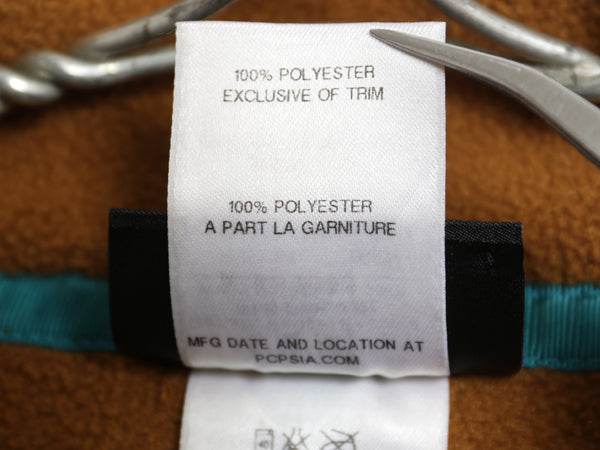 100% POLYESTER
EXCLUSIVE OF TRIM
100% POLYESTER
A PART LA GARNITURE
MFG DATE AND LOCATION AT
PCPSIA.COM